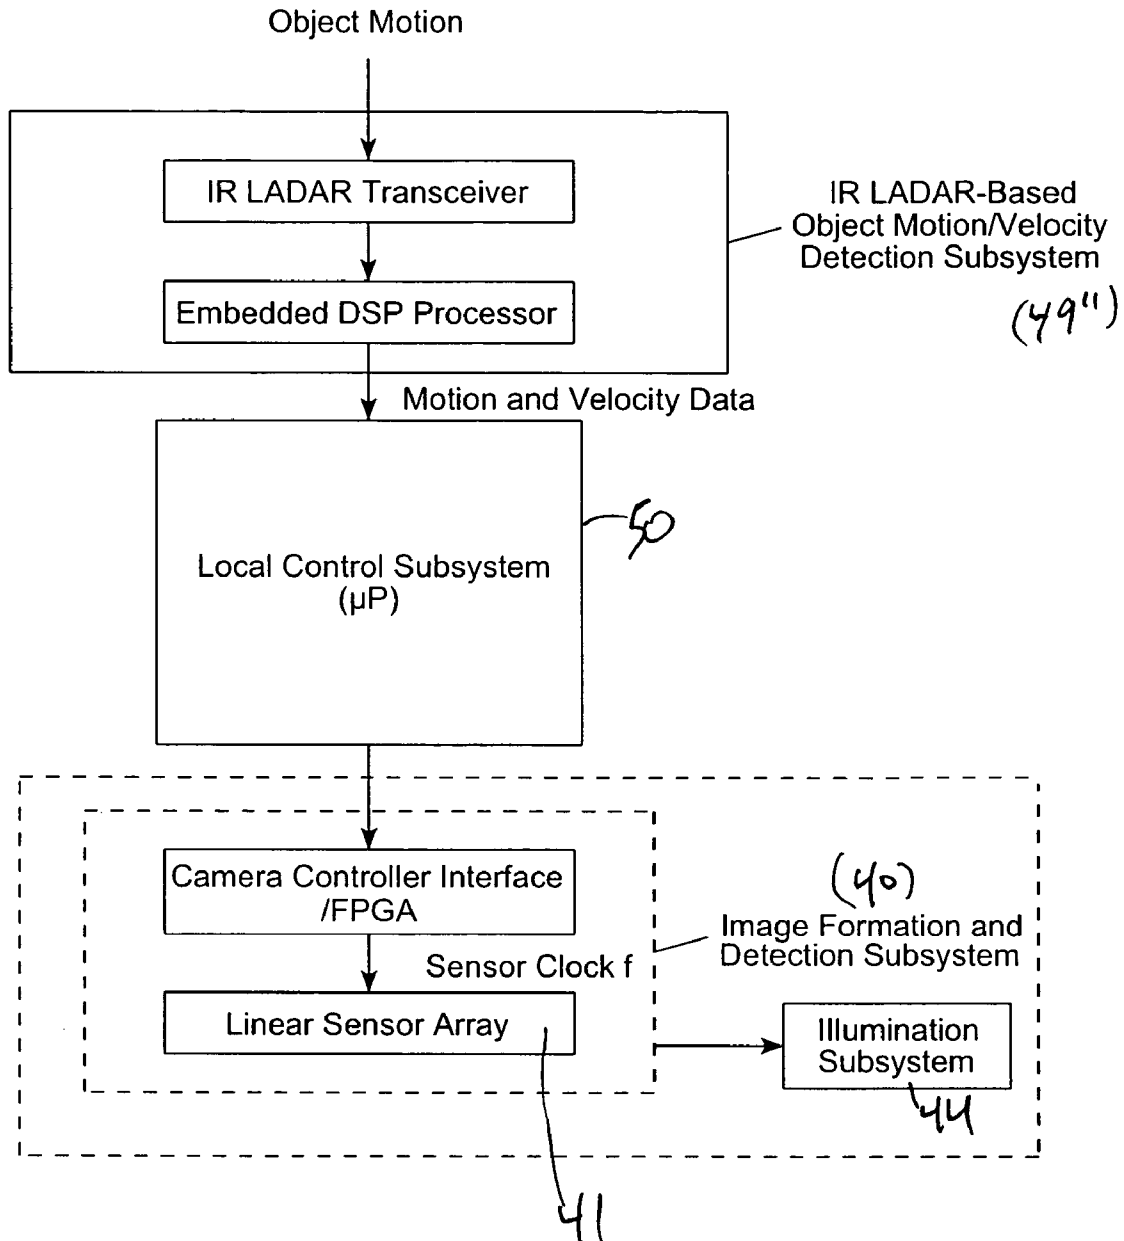 Object Motion
IR LADAR Transceiver
IR LADAR-Based
Object Motion/Velocity
Detection Subsystem
(49")
Embedded DSP Processor
Motion and Velocity Data
50
Local Control Subsystem
(µP)
Camera Controller Interface
/FPGA
(40)
Image Formation and
Detection Subsystem
Sensor Clock f
Linear Sensor Array
Illumination
Subsystem
44
41